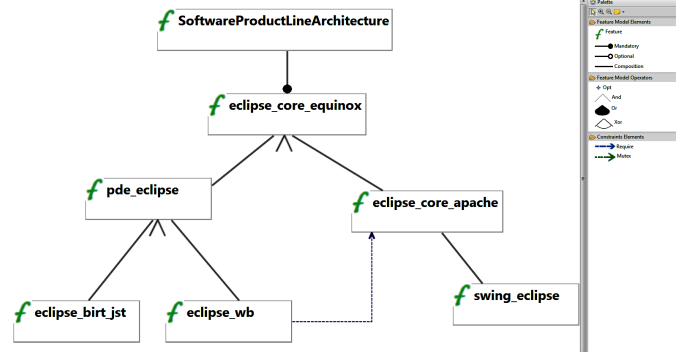 SoftwareProductLineArchitecture
eclipse_core_equinox
pde_eclipse
eclipse_core_apache
eclipse_birt_jst
eclipse_wb
swing_eclipse
Palette
Feature Model Elements
Feature
Mandatory
Optional
Composition
Feature Model Operators
Opt
And
Or
Xor
Constraints Elements
Require
Mutex